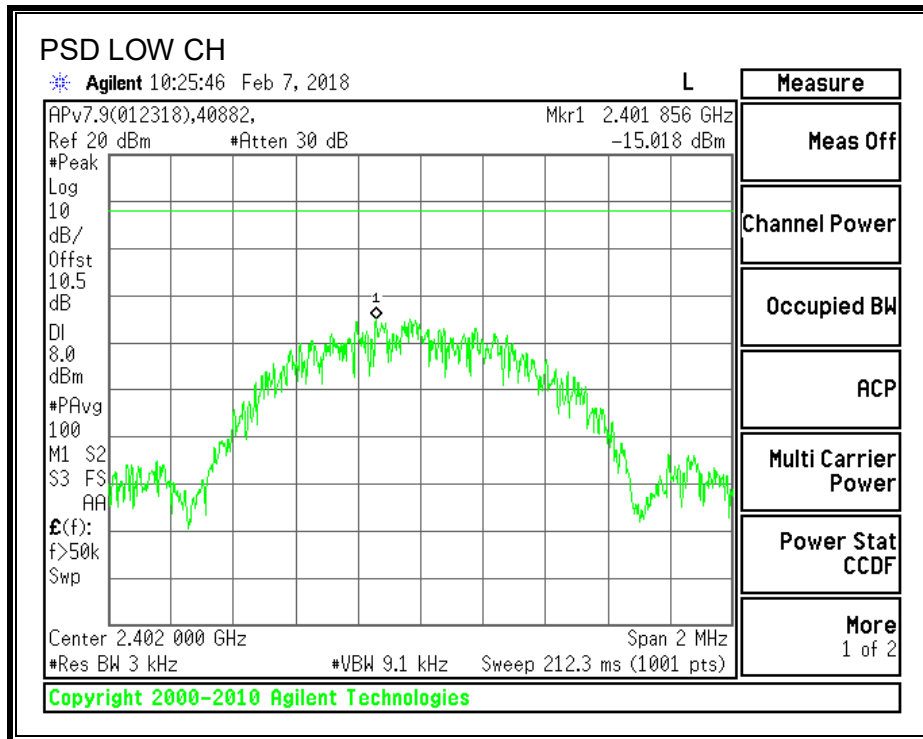 PSD LOW CH
Agilent 10:25:46 Feb 7, 2018 L
APv7.9(012318),40882, Mkr1 2.401 856 GHz
Ref 20 dBm #Atten 30 dB -15.018 dBm
#Peak
Log
10
dB/
Offst
10.5
dB
DI
8.0
dBm
#PAvg
100
M1 S2
S3 FS
AA
£(f):
f>50k
Swp
1
Center 2.402 000 GHz Span 2 MHz
#Res BW 3 kHz #VBW 9.1 kHz Sweep 212.3 ms (1001 pts)
Copyright 2000-2010 Agilent Technologies
Measure
Meas Off
Channel Power
Occupied BW
ACP
Multi Carrier
Power
Power Stat
CCDF
More
1 of 2